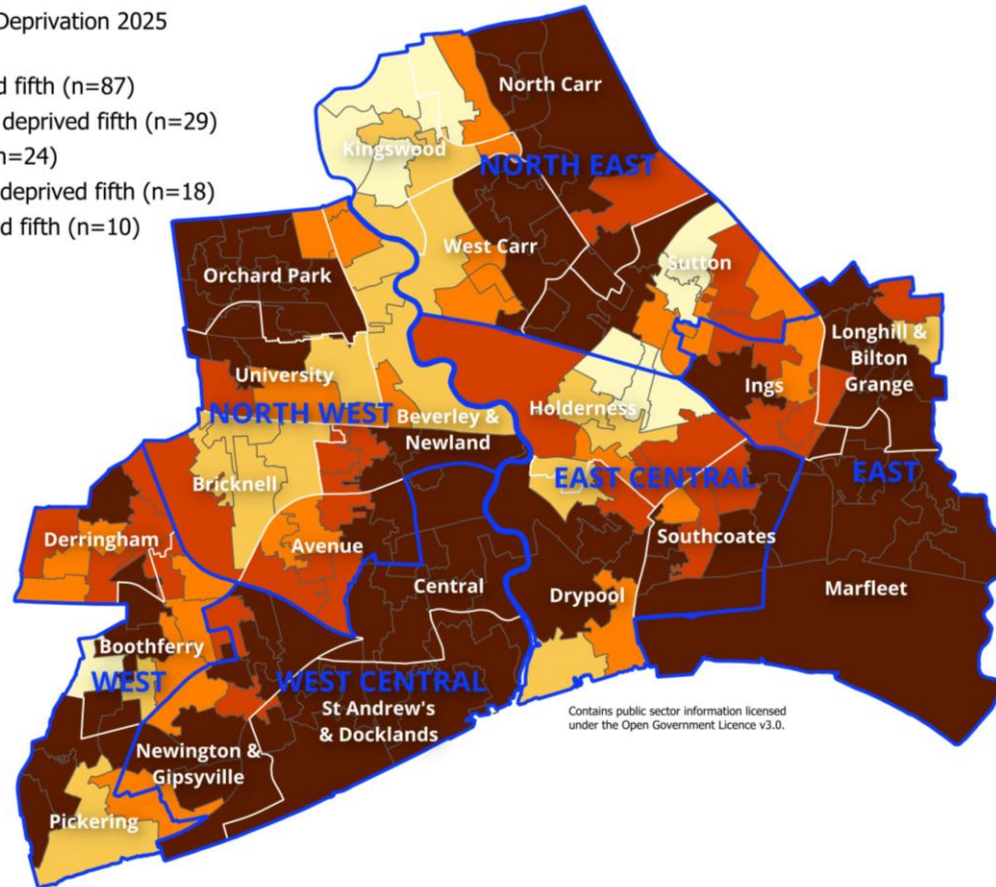 Deprivation 2025
d fifth (n=87)
deprived fifth (n=29)
n=24)
deprived fifth (n=18)
d fifth (n=10)
North Carr
Kingswood
NORTH EAST
West Carr
Sutton
Orchard Park
Longhill &
Bilton
Grange
University
Ings
NORTH WEST
Beverley &
Newland
Holderness
Bricknell
EAST CENTRAL
EAST
Derringham
Avenue
Southcoates
Central
Drypool
Marfleet
Boothferry
WEST
WEST CENTRAL
St Andrew's
& Docklands
Contains public sector information licensed
under the Open Government Licence v3.0.
Newington &
Gipsyville
Pickering